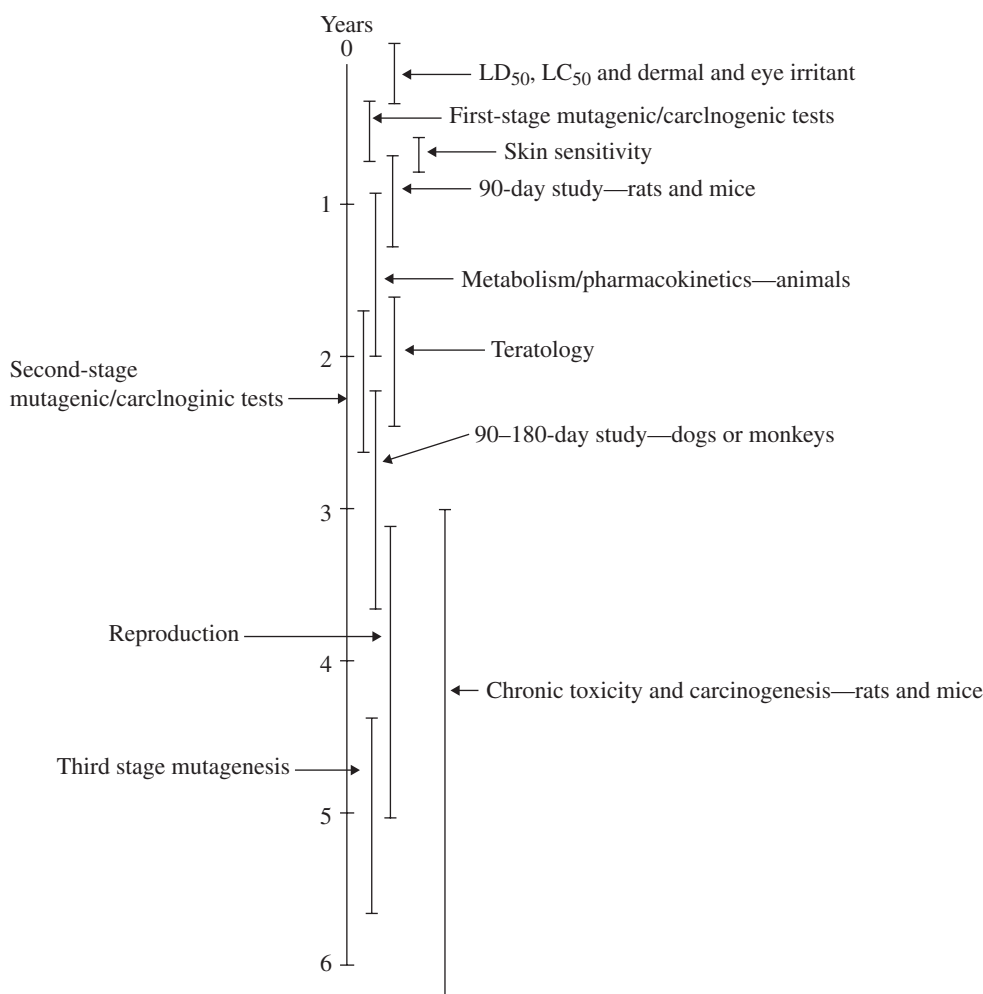 Years
0
LD50, LC50 and dermal and eye irritant
First-stage mutagenic/carclnogenic tests
Skin sensitivity
90-day study—rats and mice
1
Metabolism/pharmacokinetics—animals
Teratology
2
Second-stage
mutagenic/carclnoginic tests
90–180-day study—dogs or monkeys
3
Reproduction
4
Chronic toxicity and carcinogenesis—rats and mice
Third stage mutagenesis
5
6